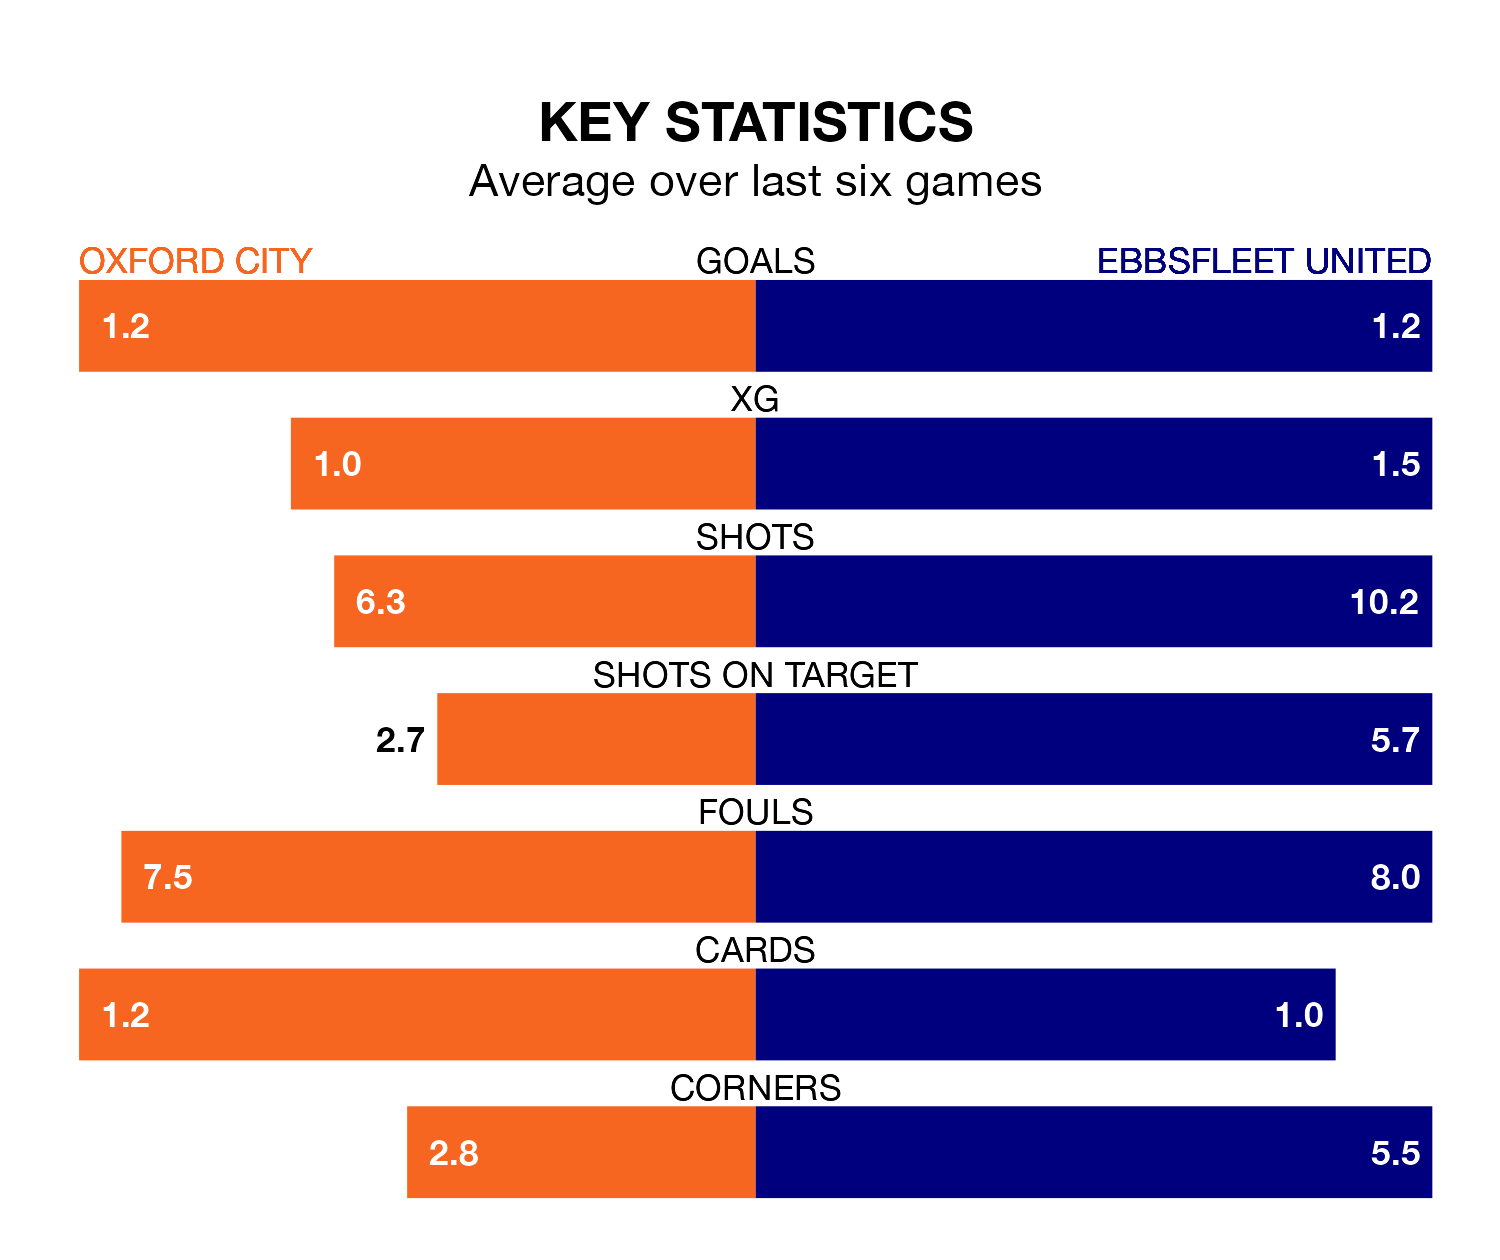 KEY STATISTICS
Average over last six games
OXFORD CITY GOALS EBBSFLEET UNITED
1.2 1.2
XG
1.0 1.5
SHOTS
6.3 10.2
SHOTS ON TARGET
2.7 5.7
FOULS
7.5 8.0
CARDS
1.2 1.0
CORNERS
2.8 5.5